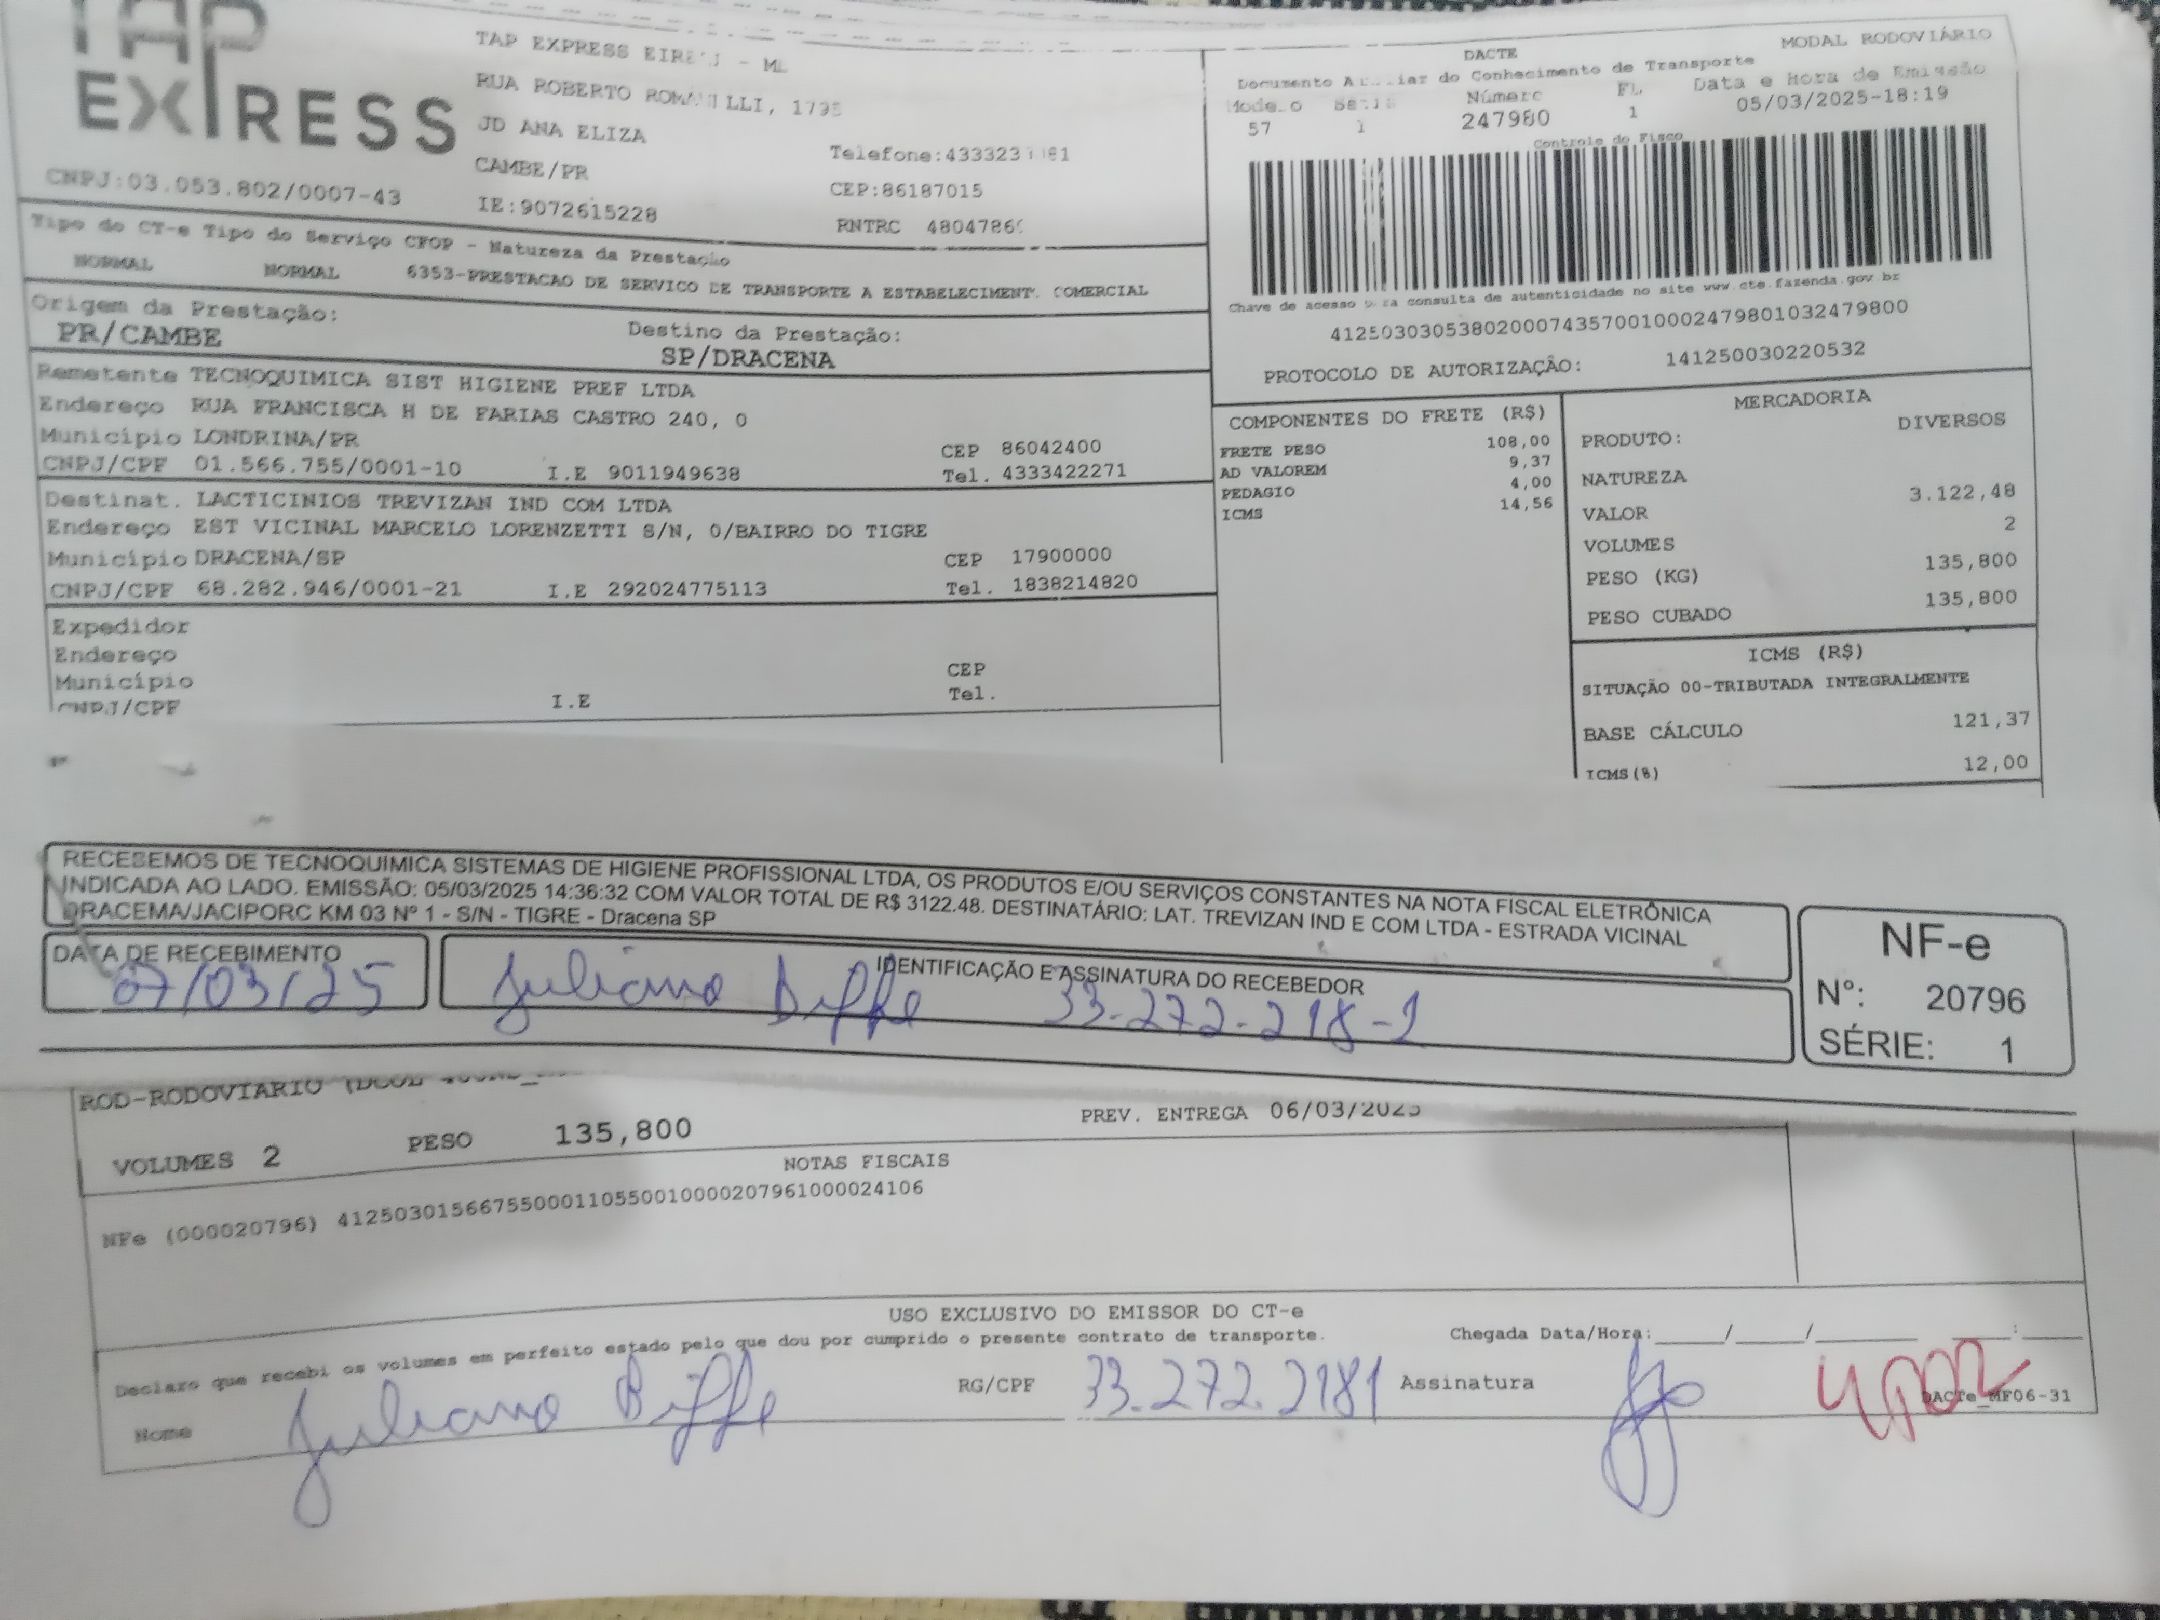 TAP
EXPRESS
TAP EXPRESS
RUA ROBERTO
JD ANA ELIZA
CAMBE/PR
CNPJ:03.053.802/0007-43
IE:9072615228
CEP:86187015
RNTRC
DACTE
MODAL RODOVIÁRIO
Documento do Conhecimento de Transporte
Número FL Data e Hora de Emissão
57 1 247980 1 05/03/2025-18:19
Controle do Fisco
Chave de acesso para consulta de autenticidade no site www.cte.fazenda.gov.br
41250303053802000743570010002479801032479800
PROTOCOLO DE AUTORIZAÇÃO: 141250030220532
Tipo do CT-e Tipo do Serviço CFOP - Natureza da Prestação
NORMAL NORMAL 6353-PRESTACAO DE SERVICO DE TRANSPORTE A ESTABELECIMENT. COMERCIAL
Origem da Prestação:
PR/CAMBE
Destino da Prestação:
SP/DRACENA
Remetente TECNOQUIMICA SIST HIGIENE PREF LTDA
Endereço RUA FRANCISCA H DE FARIAS CASTRO 240, 0
Município LONDRINA/PR CEP 86042400
CNPJ/CPF 01.566.755/0001-10 I.E 9011949638 Tel. 4333422271
Destinat. LACTICINIOS TREVIZAN IND COM LTDA
Endereço EST VICINAL MARCELO LORENZETTI S/N, 0/BAIRRO DO TIGRE
Município DRACENA/SP CEP 17900000
CNPJ/CPF 68.282.946/0001-21 I.E 292024775113 Tel. 1838214820
Expedidor
Endereço
Município CEP
CNPJ/CPF I.E Tel.
COMPONENTES DO FRETE (R$)
FRETE PESO 108,00
AD VALOREM 9,37
PEDAGIO 4,00
ICMS 14,56
MERCADORIA
PRODUTO: DIVERSOS
NATUREZA
VALOR 3.122,48
VOLUMES 2
PESO (KG) 135,800
PESO CUBADO 135,800
ICMS (R$)
SITUAÇÃO 00-TRIBUTADA INTEGRALMENTE
BASE CÁLCULO 121,37
ICMS(%) 12,00
RECEBEMOS DE TECNOQUIMICA SISTEMAS DE HIGIENE PROFISSIONAL LTDA, OS PRODUTOS E/OU SERVIÇOS CONSTANTES NA NOTA FISCAL ELETRÔNICA
INDICADA AO LADO. EMISSÃO: 05/03/2025 14:36:32 COM VALOR TOTAL DE R$ 3122.48. DESTINATÁRIO: LAT. TREVIZAN IND E COM LTDA - ESTRADA VICINAL
DRACEMA/JACIPORC KM 03 Nº 1 - S/N - TIGRE - Dracena SP
DATA DE RECEBIMENTO
07/03/25
IDENTIFICAÇÃO E ASSINATURA DO RECEBEDOR
Juliano Biffe 33-272-218-1
NF-e
Nº: 20796
SÉRIE: 1
ROD-RODOVIARIO
VOLUMES 2 PESO 135,800 PREV. ENTREGA 06/03/2025
NOTAS FISCAIS
NFe (000020796) 41250301566755000110550010000207961000024106
USO EXCLUSIVO DO EMISSOR DO CT-e
Declaro que recebi os volumes em perfeito estado pelo que dou por cumprido o presente contrato de transporte.
Chegada Data/Hora:_____/_____/_______ ____:____
Nome Juliano Biffe RG/CPF 33.272.2181 Assinatura
DACTe_MF06-31